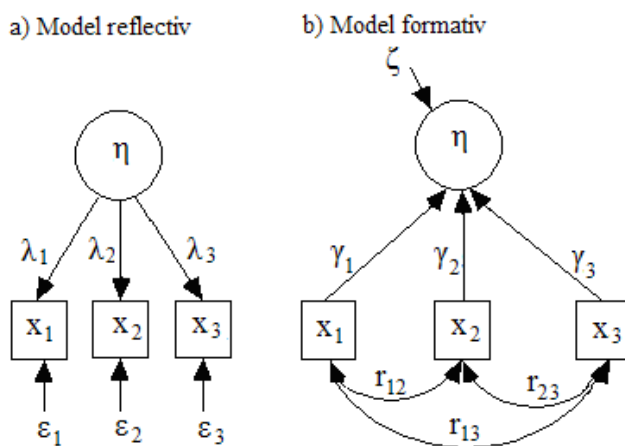 a) Model reflectiv
η
λ1 λ2 λ3
x1 x2 x3
ε1 ε2 ε3
b) Model formativ
ζ
η
γ1 γ2 γ3
x1 x2 x3
r12 r23
r13